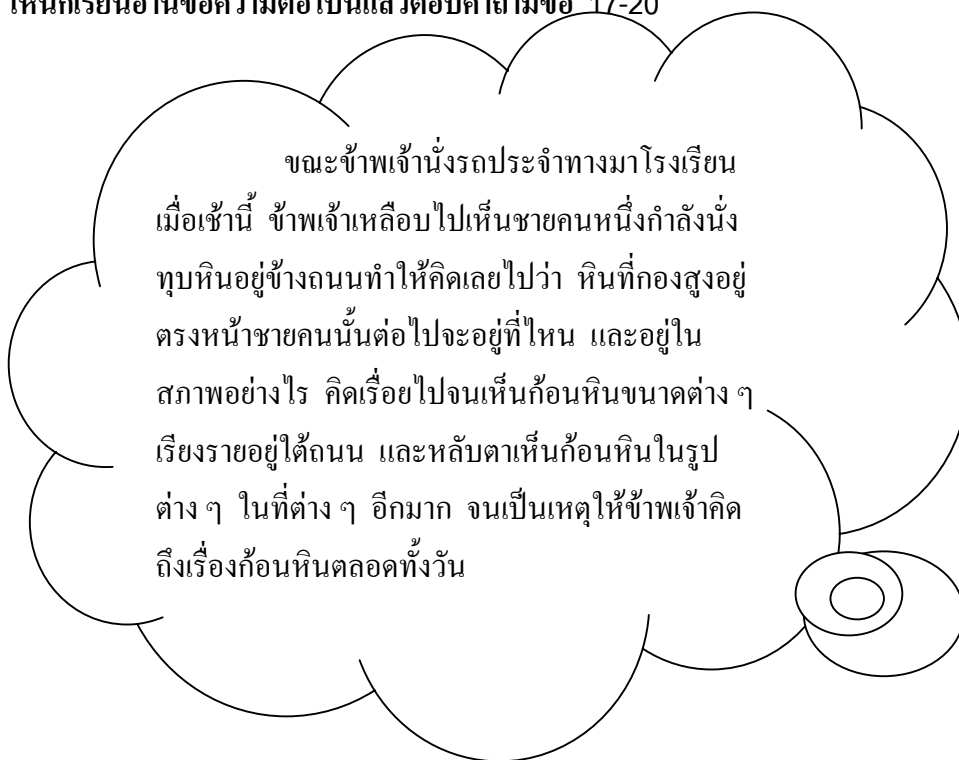 ให้นักเรียนอ่านข้อความต่อไปนี้แล้วตอบคำถามข้อ 17-20
ขณะข้าพเจ้านั่งรถประจำทางมาโรงเรียน
เมื่อเช้านี้ ข้าพเจ้าเหลือบไปเห็นชายคนหนึ่งกำลังนั่ง
ทุบหินอยู่ข้างถนนทำให้คิดเลยไปว่า หินที่กองสูงอยู่
ตรงหน้าชายคนนั้นต่อไปจะอยู่ที่ไหน และอยู่ใน
สภาพอย่างไร คิดเรื่อยไปจนเห็นก้อนหินขนาดต่าง ๆ
เรียงรายอยู่ใต้ถนน และหลับตาเห็นก้อนหินในรูป
ต่าง ๆ ในที่ต่าง ๆ อีกมาก จนเป็นเหตุให้ข้าพเจ้าคิด
ถึงเรื่องก้อนหินตลอดทั้งวัน